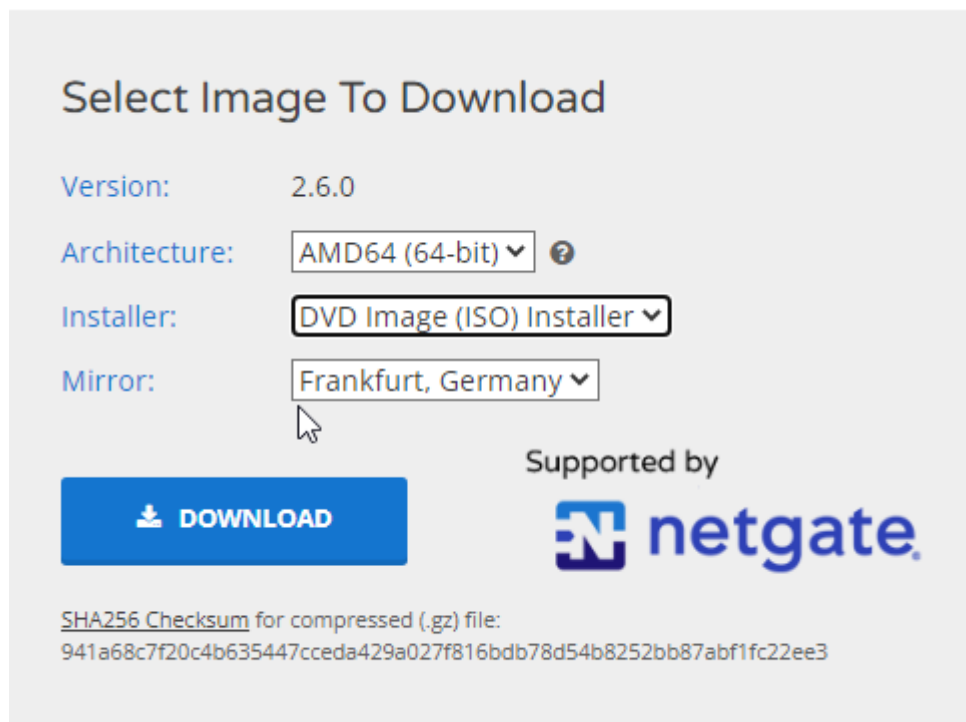 Select Image To Download
Version: 2.6.0
Architecture: AMD64 (64-bit) ?
Installer: DVD Image (ISO) Installer
Mirror: Frankfurt, Germany
Supported by
DOWNLOAD
netgate®
SHA256 Checksum for compressed (.gz) file:
941a68c7f20c4b635447cceda429a027f816bdb78d54b8252bb87abf1fc22ee3